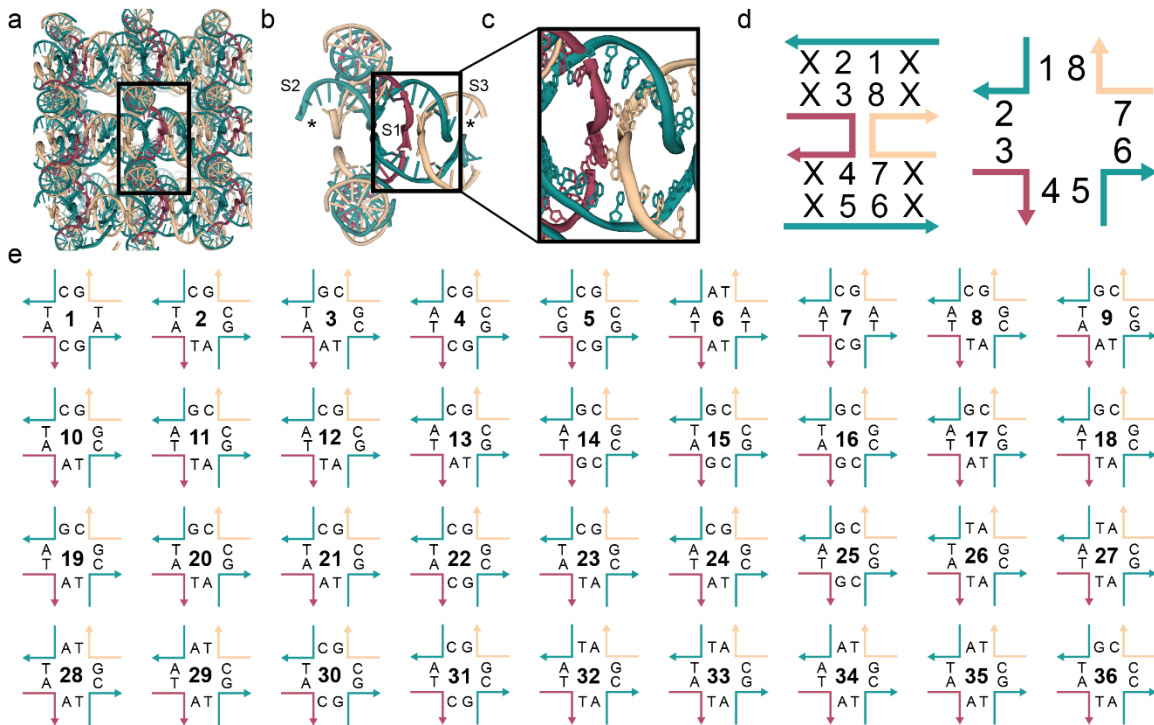 a
b
S2
S3
S1
*
*
c
d
X 2 1 X
X 3 8 X
X 4 7 X
X 5 6 X
1 8
2 7
3 6
4 5
e
C G C G G C C G C G A T C G C G G C
T 1 T T 2 C T 3 G A 4 C C 5 C A 6 A A 7 A A 8 G T 9 C
A A A G A C T G G G T T T T T C A G
C G T A A T C G C G A T C G T A A T
C G G C C G C G G C G C G C G C G C
T 10 G A 11 C A 12 C A 13 C A 14 G T 15 C T 16 G A 17 G A 18 G
A C T G T G T G T C A G A C T C T C
A T T A T A A T G C G C G C A T T A
G C G C C G C G C G C G G C T A T A
A 19 G T 20 C T 21 C T 22 G T 23 G A 24 G A 25 C T 26 G A 27 C
T C A G A G A C A C T C T G A C T G
A T T A A T C G T A A T G C T A T A
A T A T C G C G T A T A A T A T G C
T 28 G A 29 C T 30 G A 31 G T 32 G T 33 C A 34 G T 35 G T 36 C
A C T G A C T C A C A G T C A C A
A T A T C G C G T A T A A T A T T A